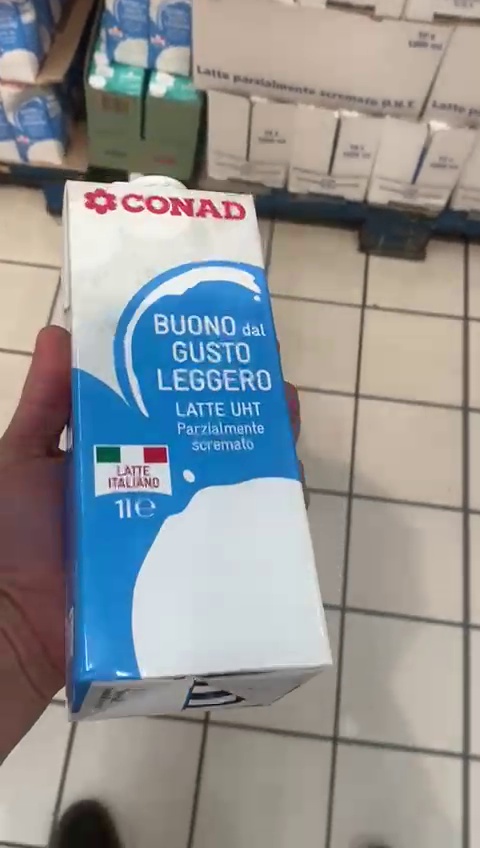 Latte parzialmente scremato U.H.T.
CONAD
BUONO dal
GUSTO
LEGGERO
LATTE UHT
Parzialmente
scremato
LATTE
ITALIANO
1l℮